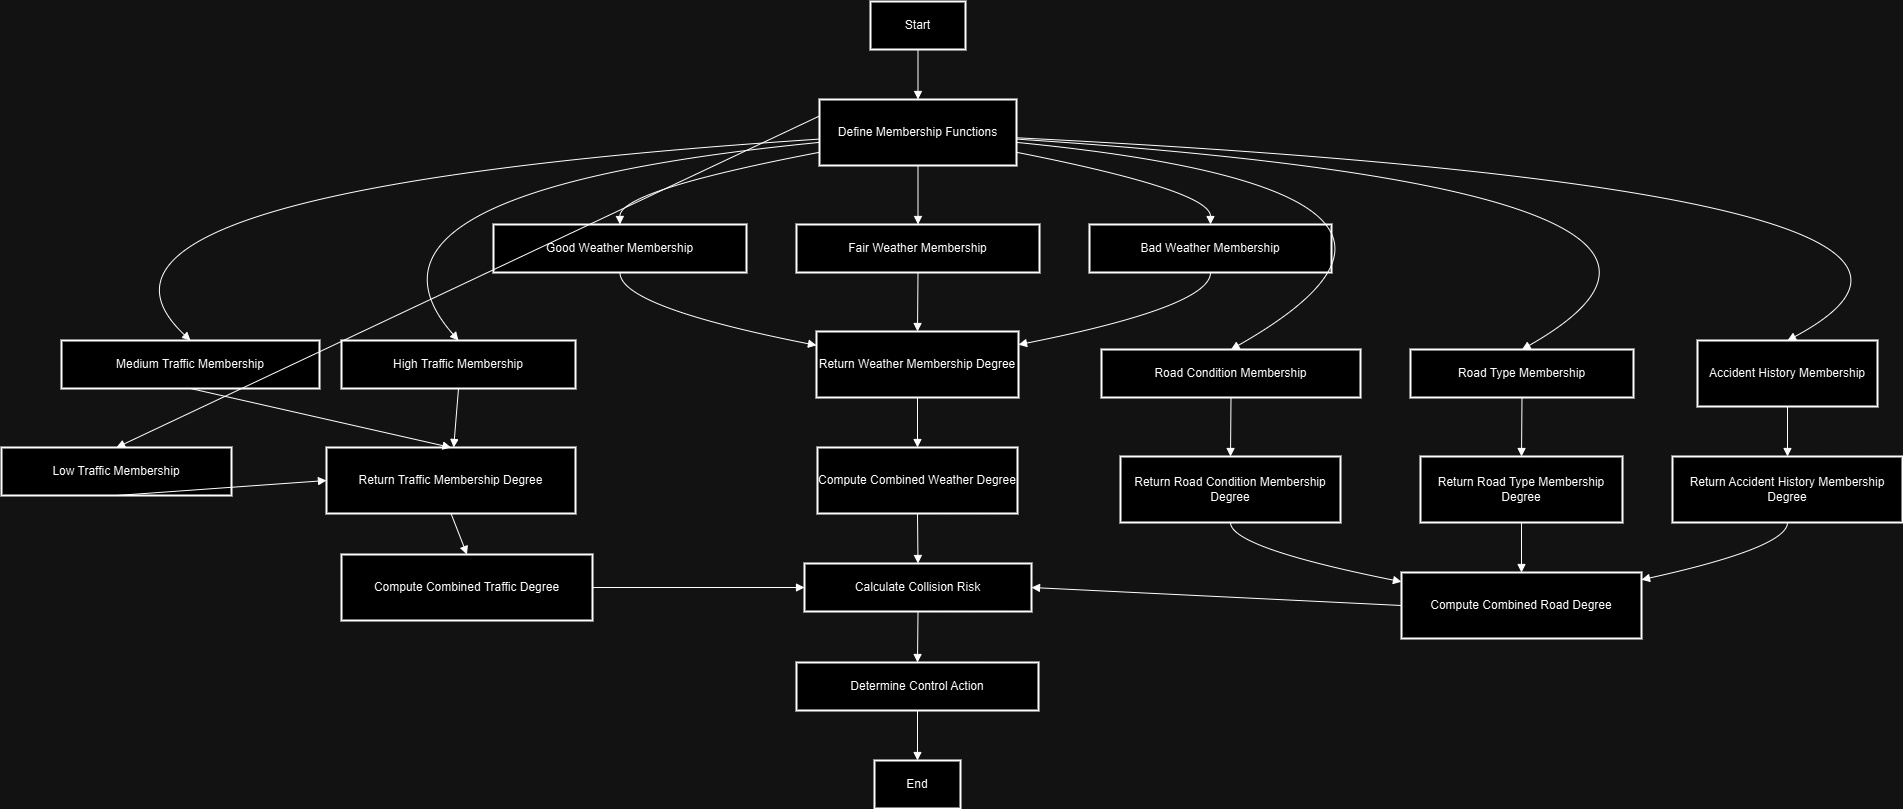 Start
Define Membership Functions
Good Weather Membership
Fair Weather Membership
Bad Weather Membership
Medium Traffic Membership
High Traffic Membership
Return Weather Membership Degree
Road Condition Membership
Road Type Membership
Accident History Membership
Low Traffic Membership
Return Traffic Membership Degree
Compute Combined Weather Degree
Return Road Condition Membership
Degree
Return Road Type Membership
Degree
Return Accident History Membership
Degree
Compute Combined Traffic Degree
Calculate Collision Risk
Compute Combined Road Degree
Determine Control Action
End